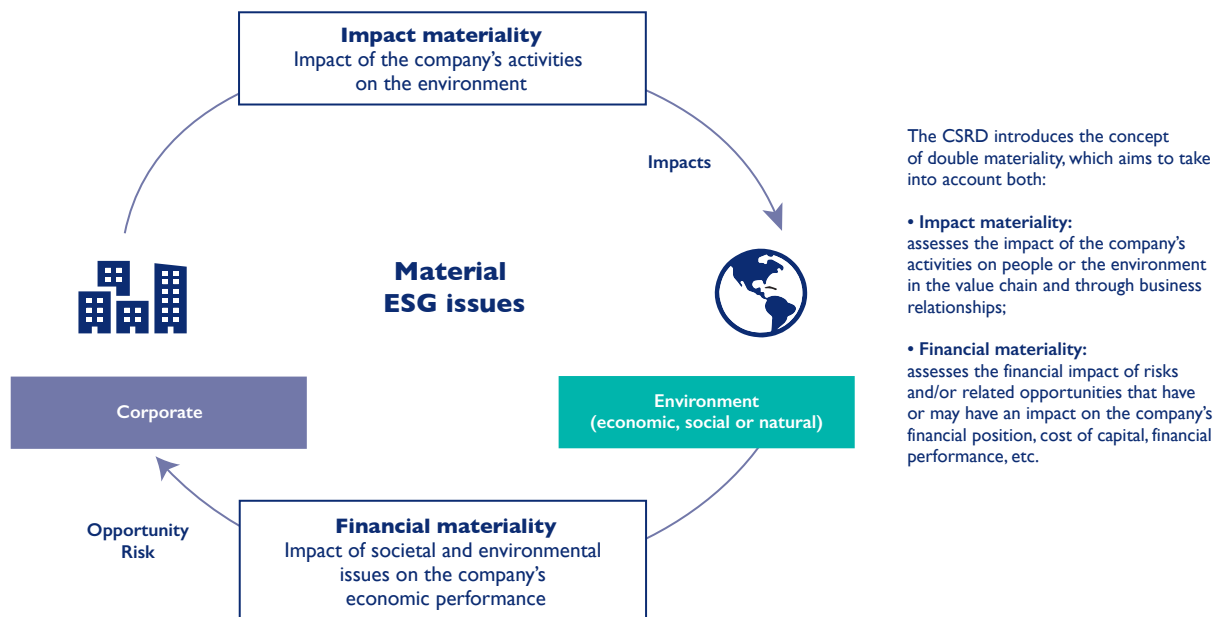 Impact materiality
Impact of the company’s activities
on the environment
Impacts
Material
ESG issues
Corporate
Environment
(economic, social or natural)
Opportunity
Risk
Financial materiality
Impact of societal and environmental
issues on the company’s
economic performance
The CSRD introduces the concept
of double materiality, which aims to take
into account both:
• Impact materiality:
assesses the impact of the company’s
activities on people or the environment
in the value chain and through business
relationships;
• Financial materiality:
assesses the financial impact of risks
and/or related opportunities that have
or may have an impact on the company’s
financial position, cost of capital, financial
performance, etc.